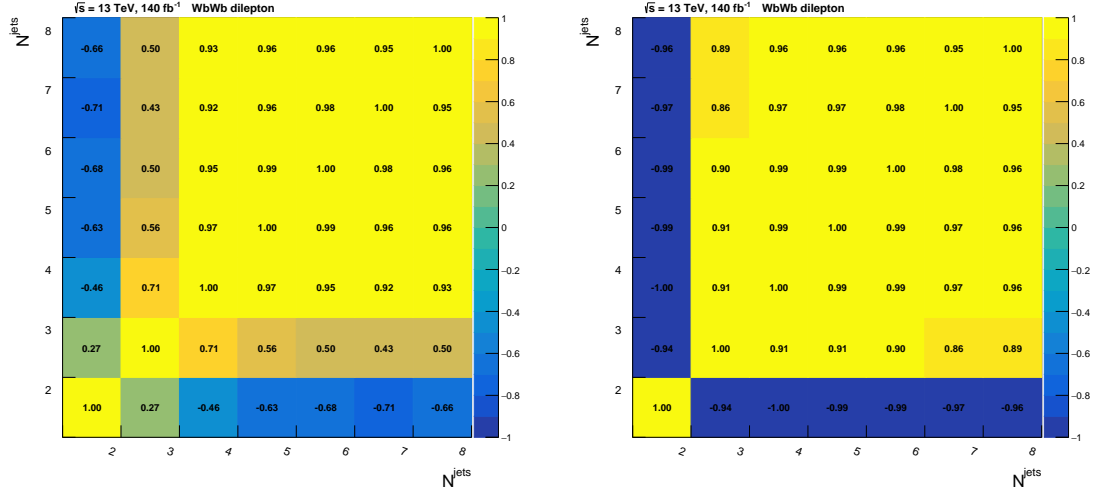 √s = 13 TeV, 140 fb⁻¹ WbWb dilepton
N^jets
8 -0.66 0.50 0.93 0.96 0.96 0.95 1.00
7 -0.71 0.43 0.92 0.96 0.98 1.00 0.95
6 -0.68 0.50 0.95 0.99 1.00 0.98 0.96
5 -0.63 0.56 0.97 1.00 0.99 0.96 0.96
4 -0.46 0.71 1.00 0.97 0.95 0.92 0.93
3 0.27 1.00 0.71 0.56 0.50 0.43 0.50
2 1.00 0.27 -0.46 -0.63 -0.68 -0.71 -0.66
2 3 4 5 6 7 8
N^jets
1
0.8
0.6
0.4
0.2
0
−0.2
−0.4
−0.6
−0.8
−1
√s = 13 TeV, 140 fb⁻¹ WbWb dilepton
N^jets
8 -0.96 0.89 0.96 0.96 0.96 0.95 1.00
7 -0.97 0.86 0.97 0.97 0.98 1.00 0.95
6 -0.99 0.90 0.99 0.99 1.00 0.98 0.96
5 -0.99 0.91 0.99 1.00 0.99 0.97 0.96
4 -1.00 0.91 1.00 0.99 0.99 0.97 0.96
3 -0.94 1.00 0.91 0.91 0.90 0.86 0.89
2 1.00 -0.94 -1.00 -0.99 -0.99 -0.97 -0.96
2 3 4 5 6 7 8
N^jets
1
0.8
0.6
0.4
0.2
0
−0.2
−0.4
−0.6
−0.8
−1